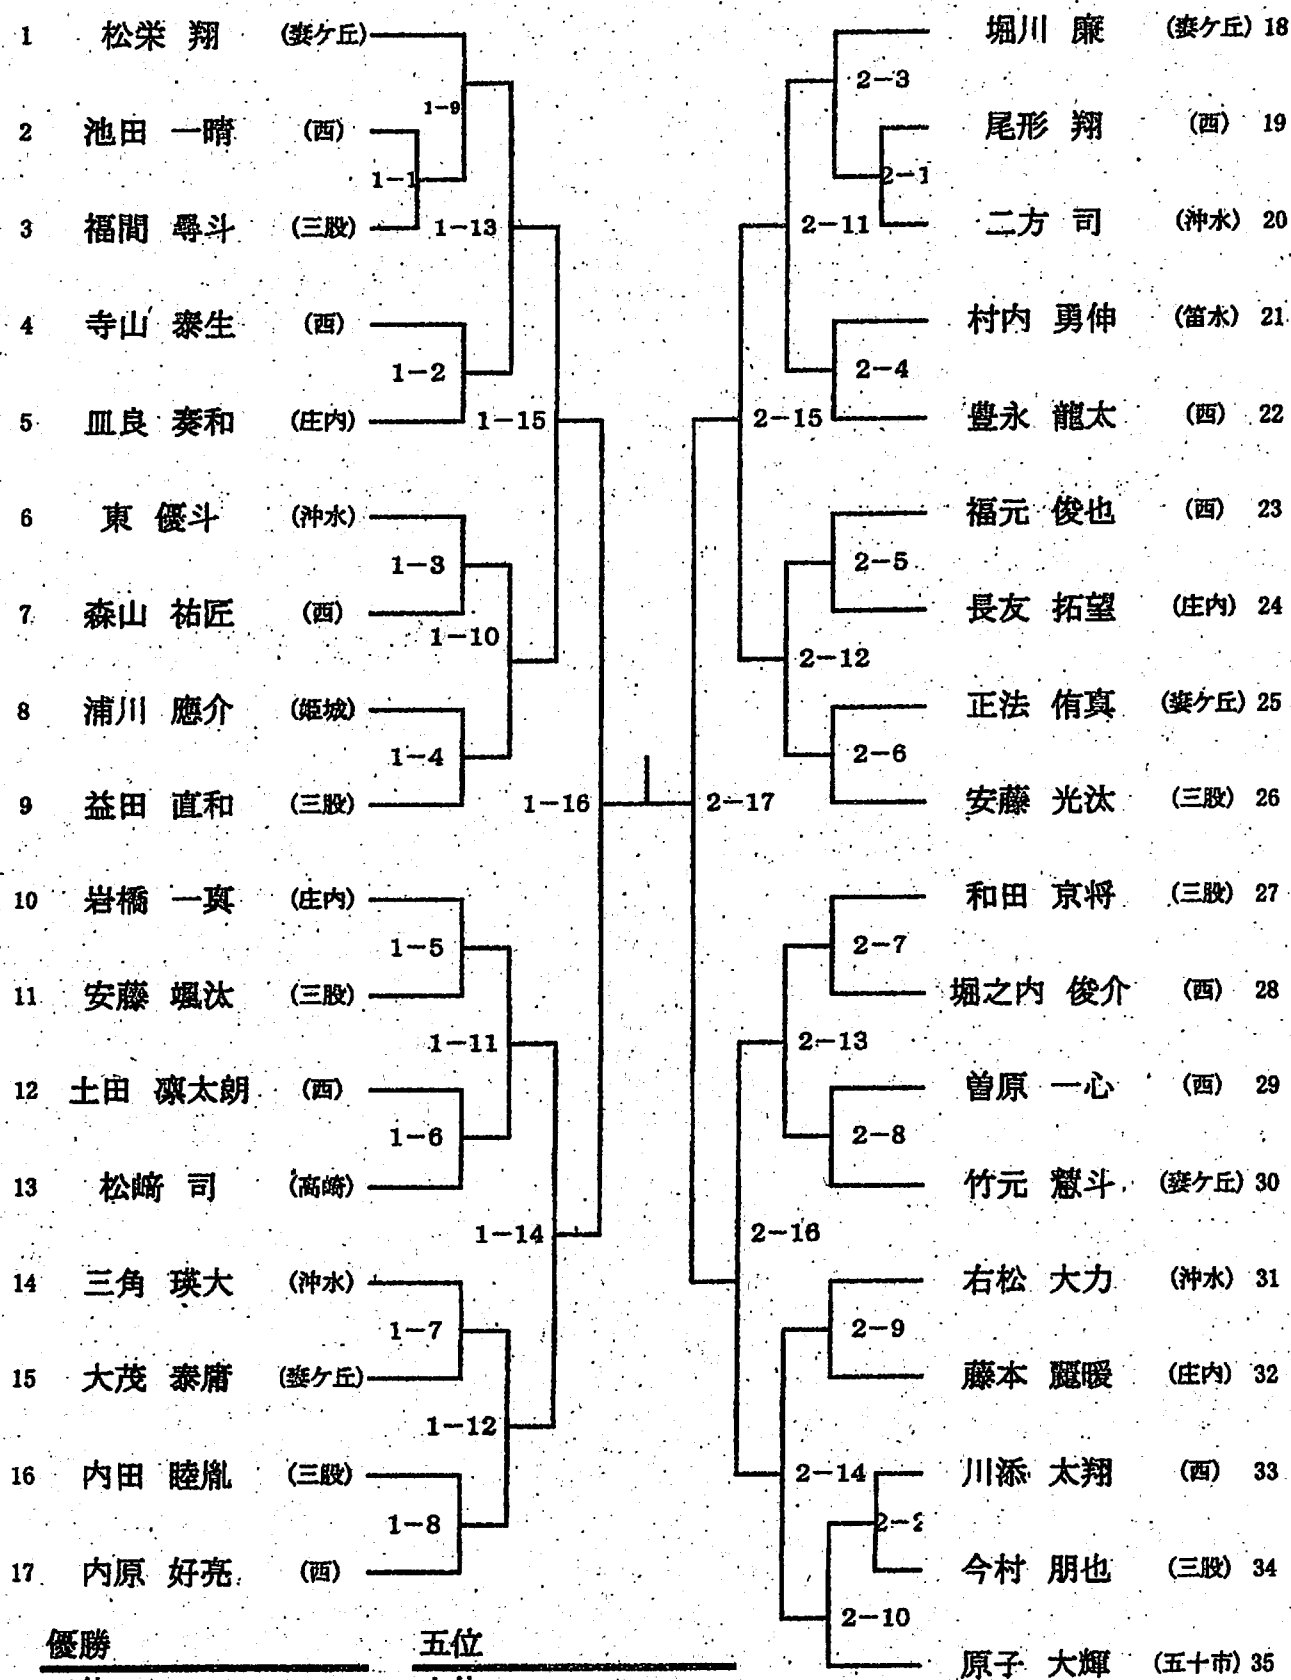 1 松栄 翔 (妻ケ丘)
2 池田 一晴 (西)
3 福間 尋斗 (三股)
4 寺山 泰生 (西)
5 皿良 奏和 (庄内)
6 東 優斗 (沖水)
7 森山 祐匠 (西)
8 浦川 應介 (姫城)
9 益田 直和 (三股)
10 岩橋 一真 (庄内)
11 安藤 颯汰 (三股)
12 土田 凛太朗 (西)
13 松﨑 司 (高崎)
14 三角 瑛大 (沖水)
15 大茂 泰庸 (妻ケ丘)
16 内田 睦胤 (三股)
17 内原 好亮 (西)
1-9
1-1
1-13
1-2
1-15
1-3
1-10
1-4
1-16
1-5
1-11
1-6
1-14
1-7
1-12
1-8
2-3
2-1
2-11
2-4
2-15
2-5
2-12
2-6
2-17
2-7
2-13
2-8
2-16
2-9
2-14
2-2
2-10
堀川 廉 (妻ケ丘) 18
尾形 翔 (西) 19
二方 司 (沖水) 20
村内 勇伸 (笛水) 21
豊永 龍太 (西) 22
福元 俊也 (西) 23
長友 拓望 (庄内) 24
正法 侑真 (妻ケ丘) 25
安藤 光汰 (三股) 26
和田 京将 (三股) 27
堀之内 俊介 (西) 28
曽原 一心 (西) 29
竹元 慧斗 (妻ケ丘) 30
右松 大力 (沖水) 31
藤本 麗暖 (庄内) 32
川添 太翔 (西) 33
今村 朋也 (三股) 34
原子 大輝 (五十市) 35
優勝
五位